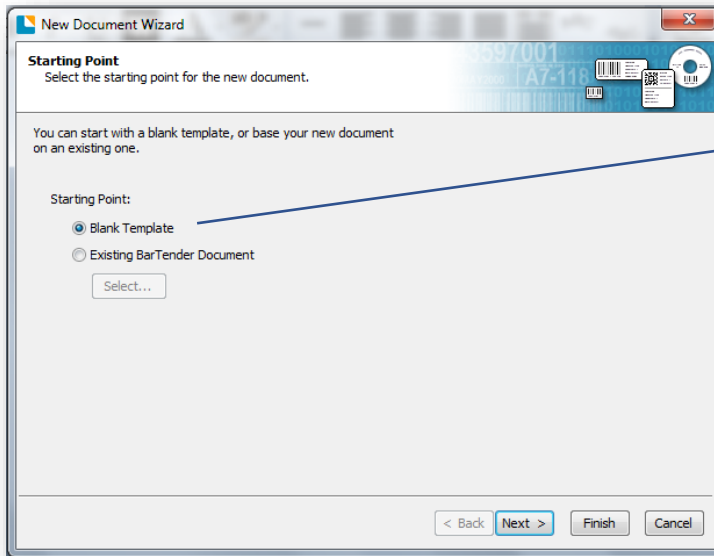 New Document Wizard
Starting Point
Select the starting point for the new document.
3597001
A7-118
You can start with a blank template, or base your new document
on an existing one.
Starting Point:
Blank Template
Existing BarTender Document
Select...
< Back
Next >
Finish
Cancel